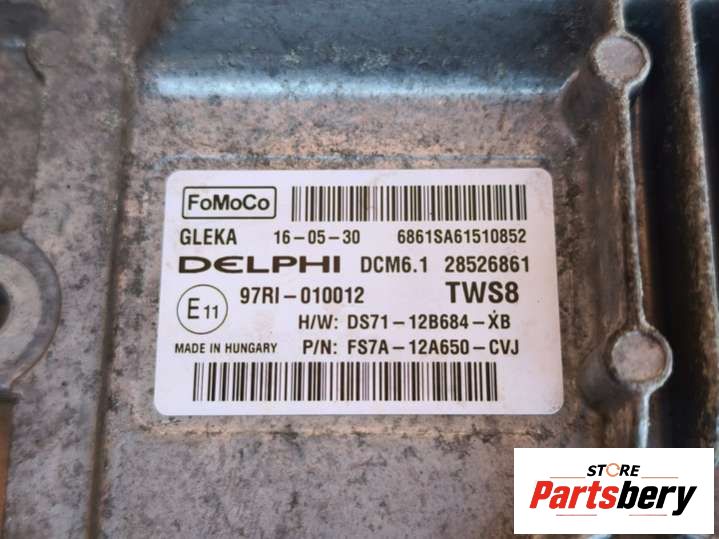 FoMoCo
GLEKA 16-05-30 6861SA61510852
DELPHI DCM6.1 28526861
E11 97RI-010012 TWS8
H/W: DS71-12B684-XB
MADE IN HUNGARY P/N: FS7A-12A650-CVJ
STORE
Partsbery